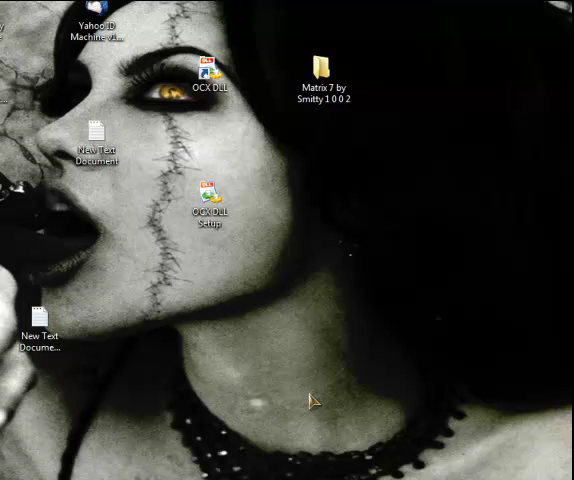 Yahoo ID
Machine v1...
OCX DLL
Matrix 7 by
Smitty 1 0 0 2
New Text
Document
OCX DLL
Setup
New Text
Docume...